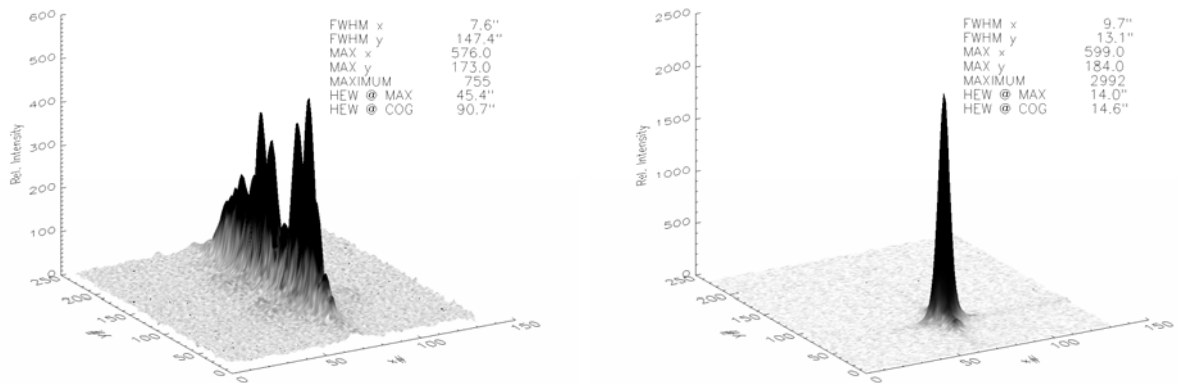 600
500
400
300
200
100
0
Rel. Intensity
FWHM x 7.6"
FWHM y 147.4"
MAX x 576.0
MAX y 173.0
MAXIMUM 755
HEW @ MAX 45.4"
HEW @ COG 90.7"
250
200
150
100
50
0
0
50
100
150
2500
2000
1500
1000
500
0
Rel. Intensity
FWHM x 9.7"
FWHM y 13.1"
MAX x 599.0
MAX y 184.0
MAXIMUM 2992
HEW @ MAX 14.0"
HEW @ COG 14.6"
250
200
150
100
50
0
0
50
100
150